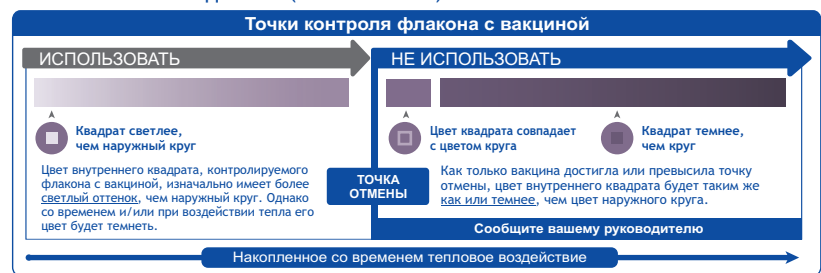 Точки контроля флакона с вакциной
ИСПОЛЬЗОВАТЬ
НЕ ИСПОЛЬЗОВАТЬ
Квадрат светлее,
чем наружный круг
Цвет квадрата совпадает
с цветом круга
Квадрат темнее,
чем круг
Цвет внутреннего квадрата, контролируемого
флакона с вакциной, изначально имеет более
светлый оттенок, чем наружный круг. Однако
со временем и/или при воздействии тепла его
цвет будет темнеть.
ТОЧКА
ОТМЕНЫ
Как только вакцина достигла или превысила точку
отмены, цвет внутреннего квадрата будет таким же
как или темнее, чем цвет наружного круга.
Сообщите вашему руководителю
Накопленное со временем тепловое воздействие